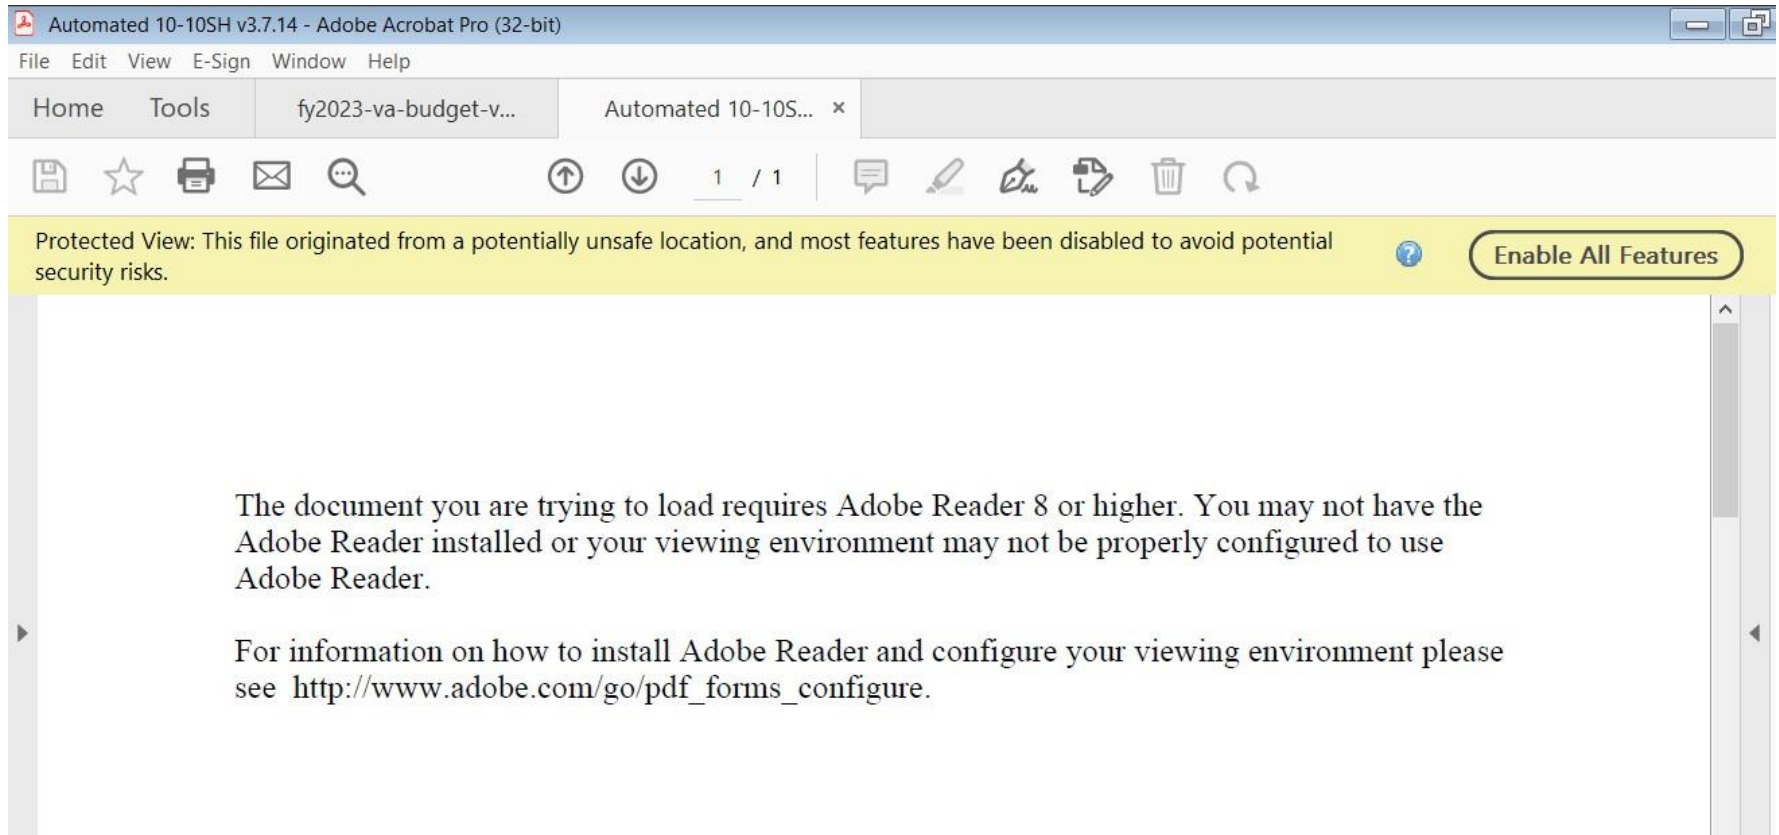 Automated 10-10SH v3.7.14 - Adobe Acrobat Pro (32-bit)
File Edit View E-Sign Window Help
Home Tools fy2023-va-budget-v... Automated 10-10S... ×
1 / 1
Protected View: This file originated from a potentially unsafe location, and most features have been disabled to avoid potential
security risks.
? Enable All Features
The document you are trying to load requires Adobe Reader 8 or higher. You may not have the
Adobe Reader installed or your viewing environment may not be properly configured to use
Adobe Reader.
For information on how to install Adobe Reader and configure your viewing environment please
see http://www.adobe.com/go/pdf_forms_configure.